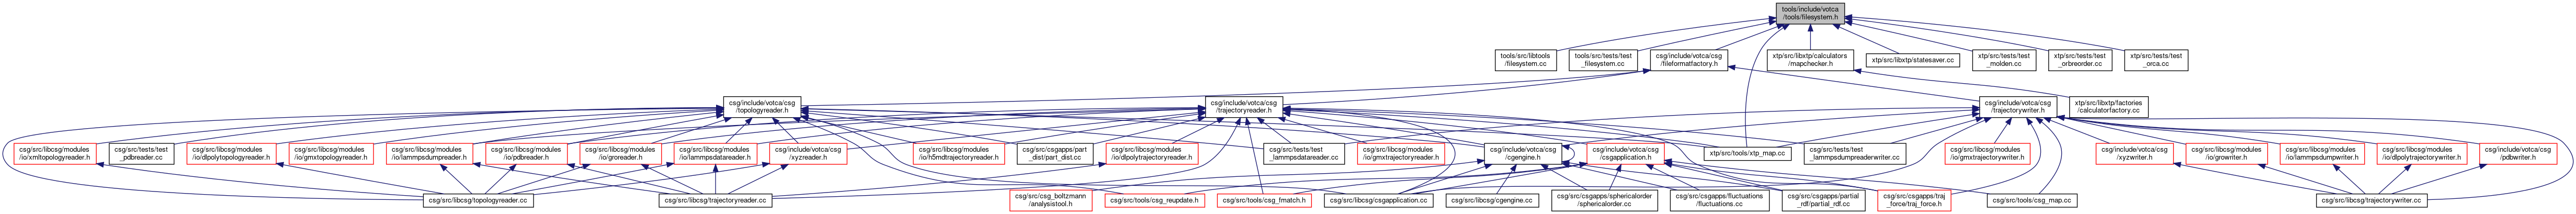 tools/include/votca
/tools/filesystem.h
tools/src/libtools
/filesystem.cc
tools/src/tests/test
_filesystem.cc
csg/include/votca/csg
/fileformatfactory.h
xtp/src/libxtp/calculators
/mapchecker.h
xtp/src/libxtp/statesaver.cc
xtp/src/tests/test
_molden.cc
xtp/src/tests/test
_orbreorder.cc
xtp/src/tests/test
_orca.cc
csg/include/votca/csg
/topologyreader.h
csg/include/votca/csg
/trajectoryreader.h
csg/include/votca/csg
/trajectorywriter.h
xtp/src/libxtp/factories
/calculatorfactory.cc
csg/src/libcsg/modules
/io/xmltopologyreader.h
csg/src/tests/test
_pdbreader.cc
csg/src/libcsg/modules
/io/dlpolytopologyreader.h
csg/src/libcsg/modules
/io/gmxtopologyreader.h
csg/src/libcsg/modules
/io/lammpsdumpreader.h
csg/src/libcsg/modules
/io/pdbreader.h
csg/src/libcsg/modules
/io/groreader.h
csg/src/libcsg/modules
/io/lammpsdatareader.h
csg/include/votca/csg
/xyzreader.h
csg/src/libcsg/modules
/io/h5mdtrajectoryreader.h
csg/src/csgapps/part
_dist/part_dist.cc
csg/src/libcsg/modules
/io/dlpolytrajectoryreader.h
csg/src/tests/test
_lammpsdatareader.cc
csg/src/libcsg/modules
/io/gmxtrajectoryreader.h
csg/include/votca/csg
/cgengine.h
csg/include/votca/csg
/csgapplication.h
xtp/src/tools/xtp_map.cc
csg/src/tests/test
_lammpsdumpreaderwriter.cc
csg/src/libcsg/modules
/io/gmxtrajectorywriter.h
csg/include/votca/csg
/xyzwriter.h
csg/src/libcsg/modules
/io/growriter.h
csg/src/libcsg/modules
/io/lammpsdumpwriter.h
csg/src/libcsg/modules
/io/dlpolytrajectorywriter.h
csg/include/votca/csg
/pdbwriter.h
csg/src/libcsg/topologyreader.cc
csg/src/libcsg/trajectoryreader.cc
csg/src/csg_boltzmann
/analysistool.h
csg/src/tools/csg_reupdate.h
csg/src/tools/csg_fmatch.h
csg/src/libcsg/csgapplication.cc
csg/src/libcsg/cgengine.cc
csg/src/csgapps/sphericalorder
/sphericalorder.cc
csg/src/csgapps/fluctuations
/fluctuations.cc
csg/src/csgapps/partial
_rdf/partial_rdf.cc
csg/src/csgapps/traj
_force/traj_force.h
csg/src/tools/csg_map.cc
csg/src/libcsg/trajectorywriter.cc